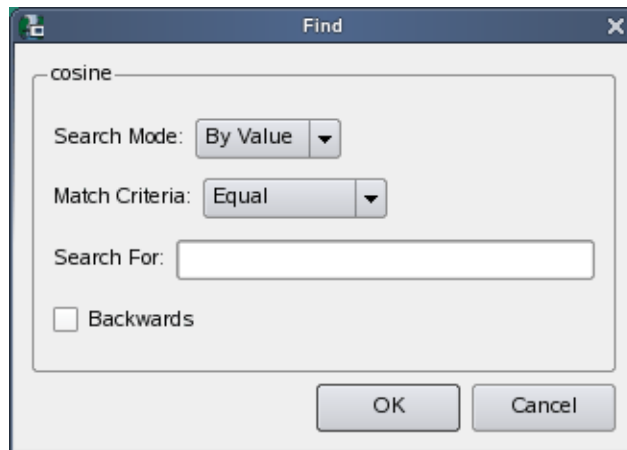 Find
cosine
Search Mode: By Value
Match Criteria: Equal
Search For:
Backwards
OK Cancel